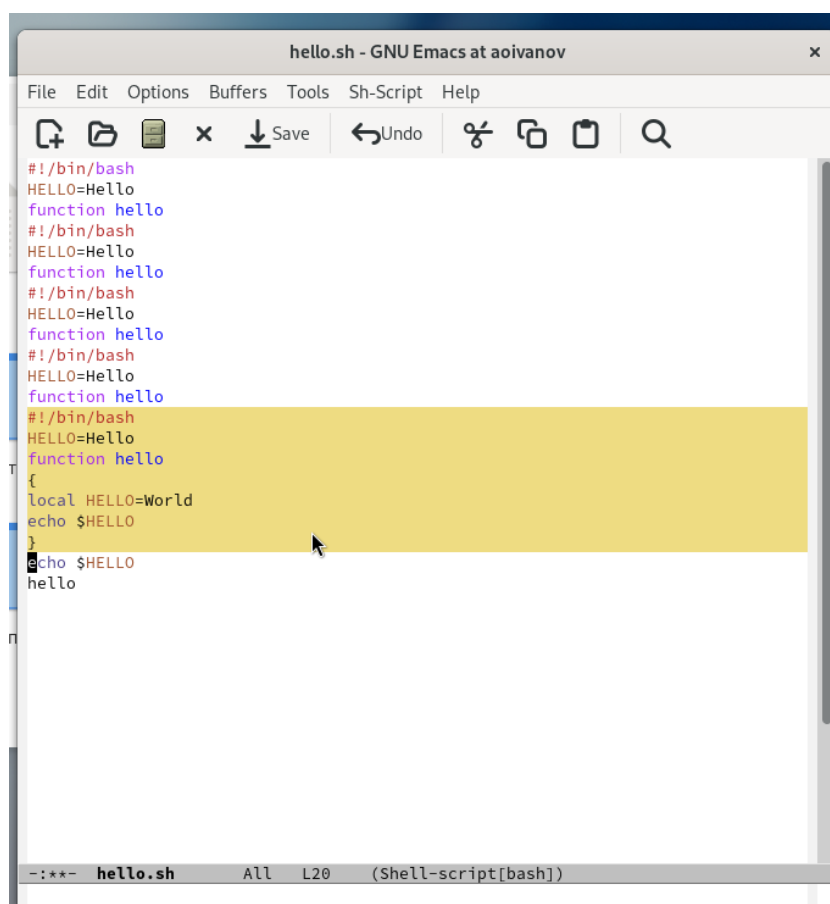 hello.sh - GNU Emacs at aoivanov ×
File Edit Options Buffers Tools Sh-Script Help
Save Undo
#!/bin/bash
HELLO=Hello
function hello
#!/bin/bash
HELLO=Hello
function hello
#!/bin/bash
HELLO=Hello
function hello
#!/bin/bash
HELLO=Hello
function hello
#!/bin/bash
HELLO=Hello
function hello
{
local HELLO=World
echo $HELLO
}
echo $HELLO
hello
-:**- hello.sh All L20 (Shell-script[bash])